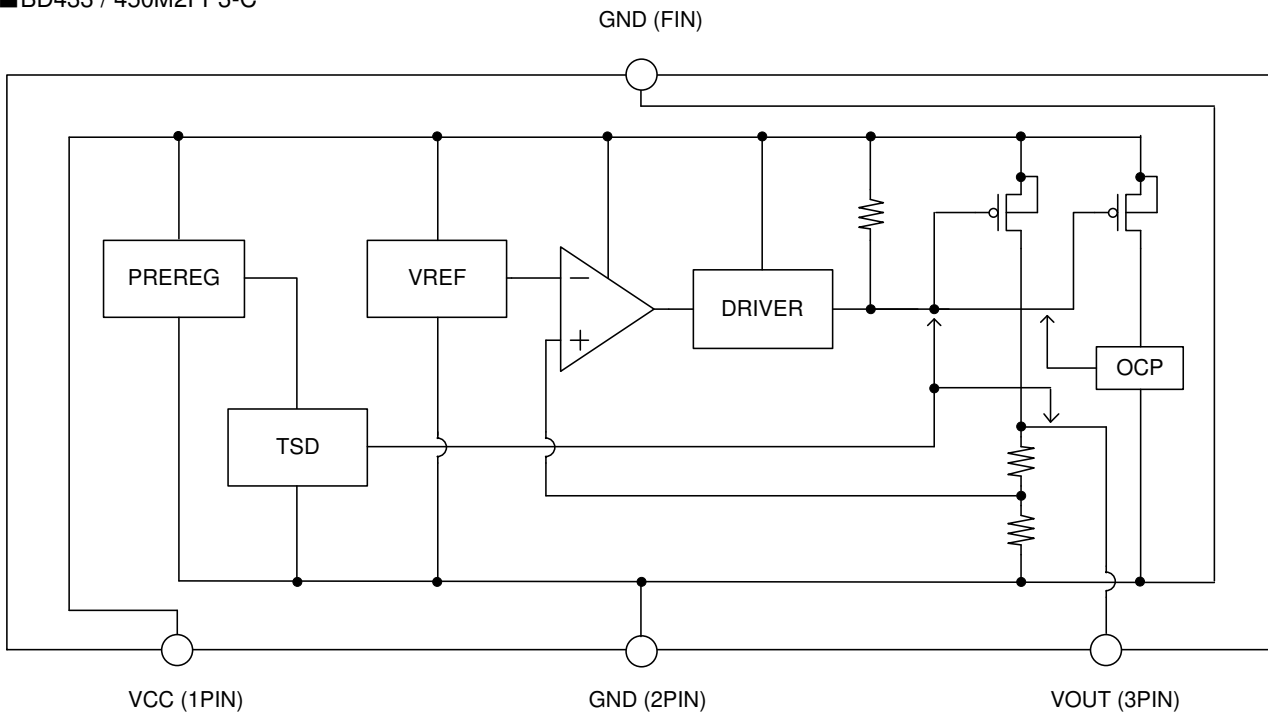 ■BD433 / 450M2FP3-C
GND (FIN)
PREREG
VREF
−
+
DRIVER
OCP
TSD
VCC (1PIN)
GND (2PIN)
VOUT (3PIN)